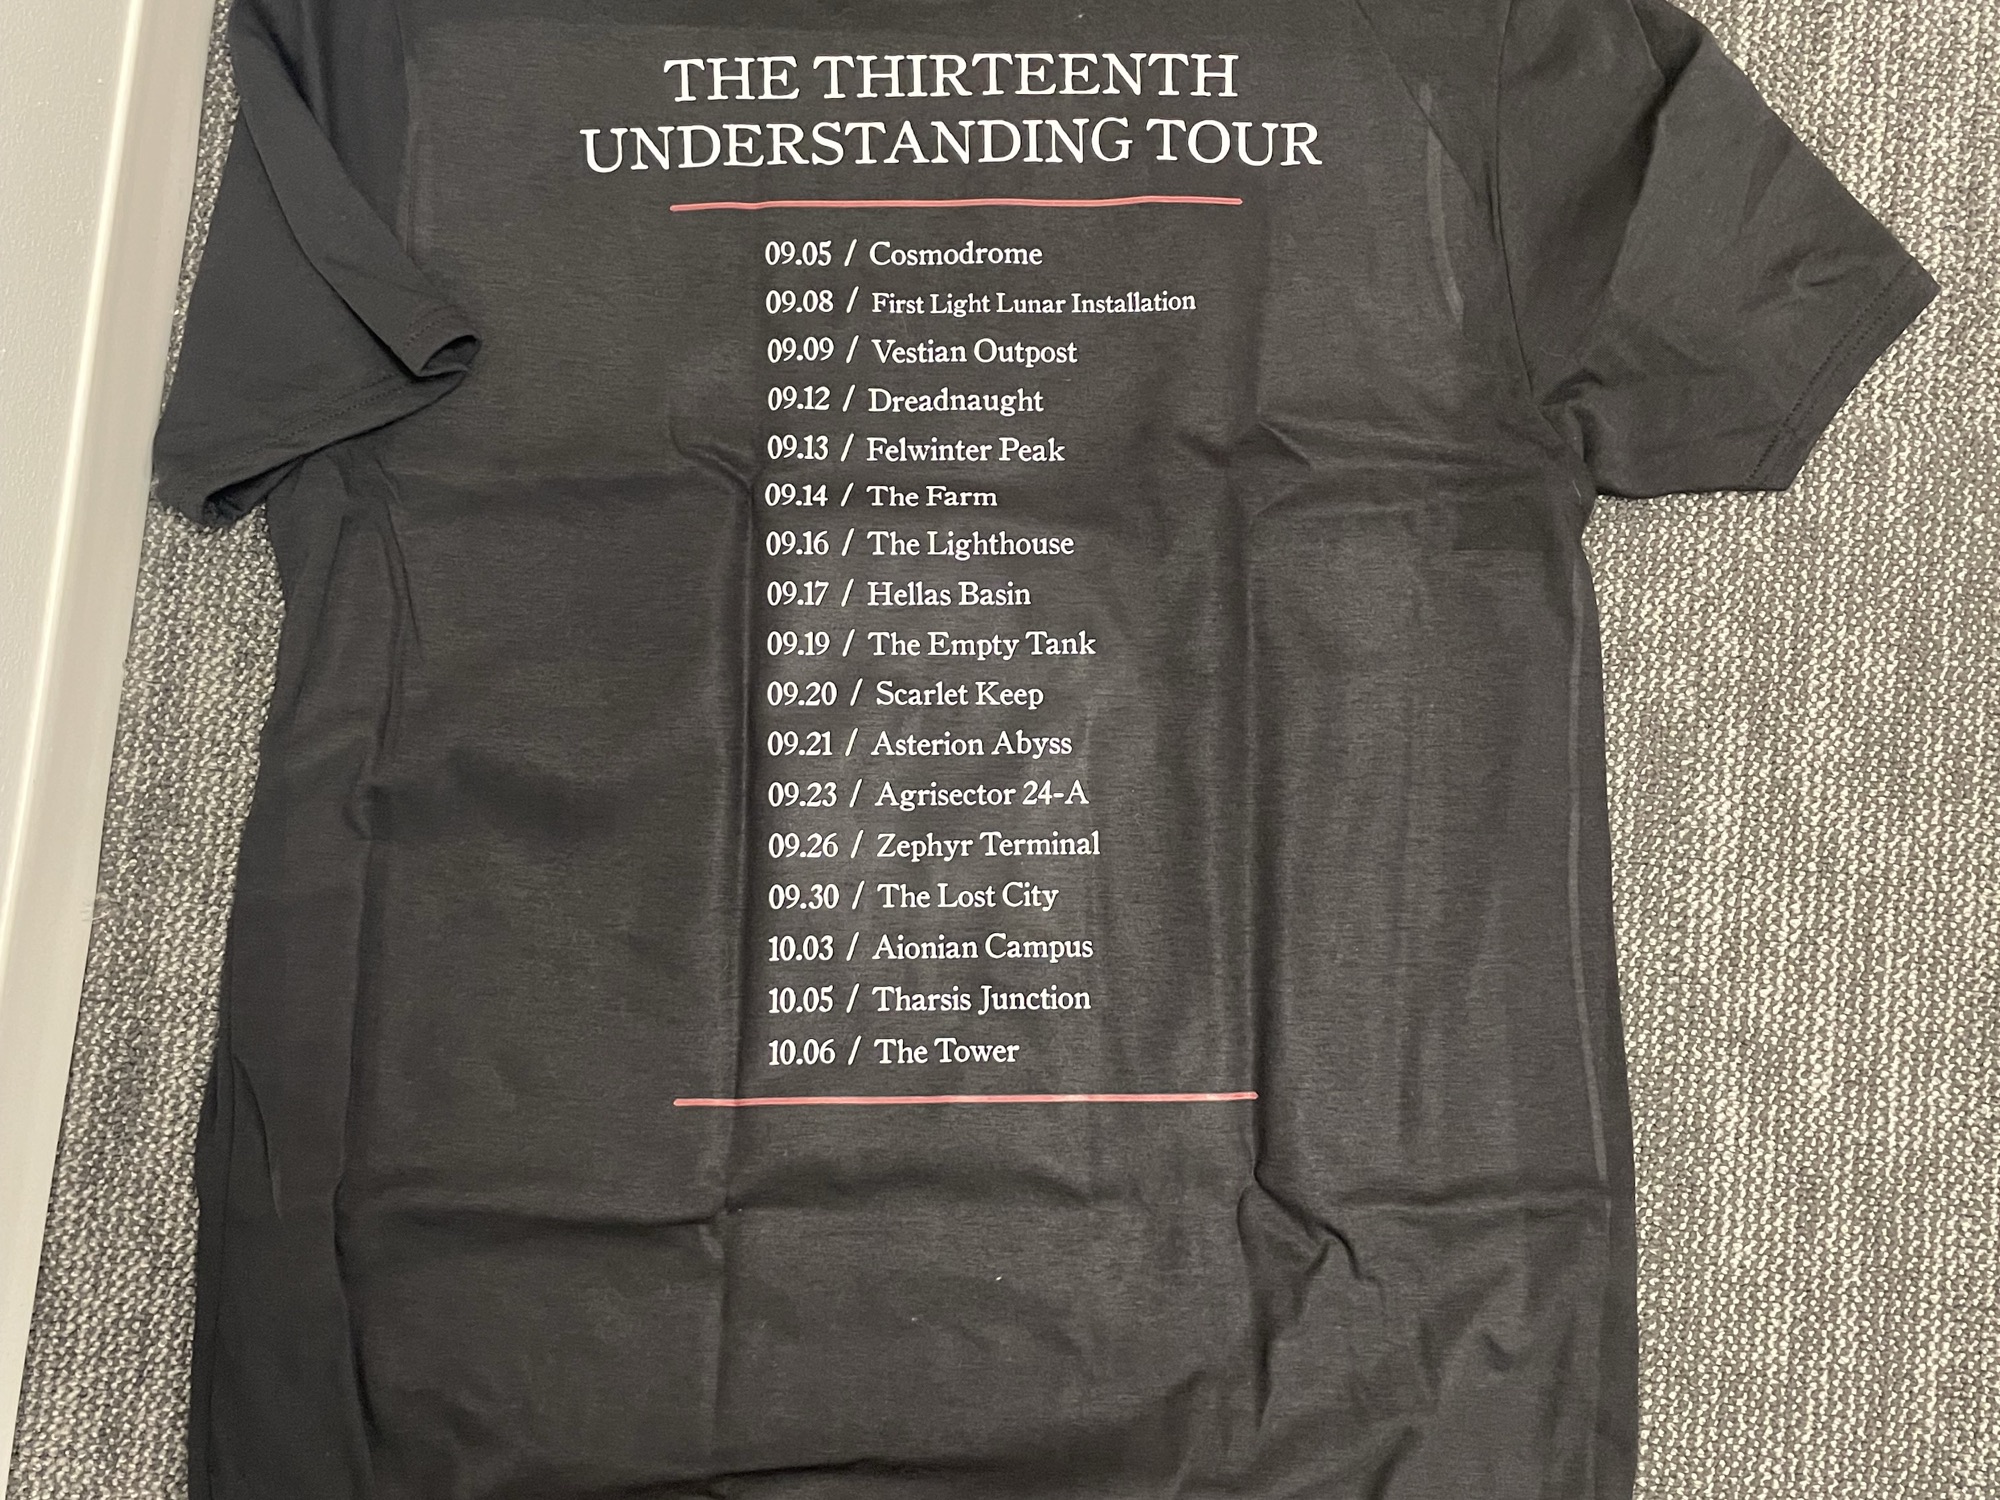 THE THIRTEENTH
UNDERSTANDING TOUR
09.05 / Cosmodrome
09.08 / First Light Lunar Installation
09.09 / Vestian Outpost
09.12 / Dreadnaught
09.13 / Felwinter Peak
09.14 / The Farm
09.16 / The Lighthouse
09.17 / Hellas Basin
09.19 / The Empty Tank
09.20 / Scarlet Keep
09.21 / Asterion Abyss
09.23 / Agrisector 24-A
09.26 / Zephyr Terminal
09.30 / The Lost City
10.03 / Aionian Campus
10.05 / Tharsis Junction
10.06 / The Tower